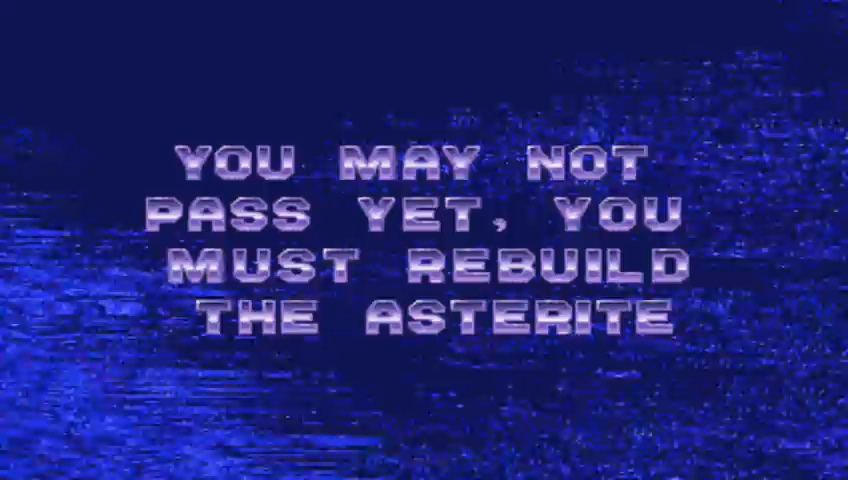 YOU MAY NOT
PASS YET, YOU
MUST REBUILD
THE ASTERITE